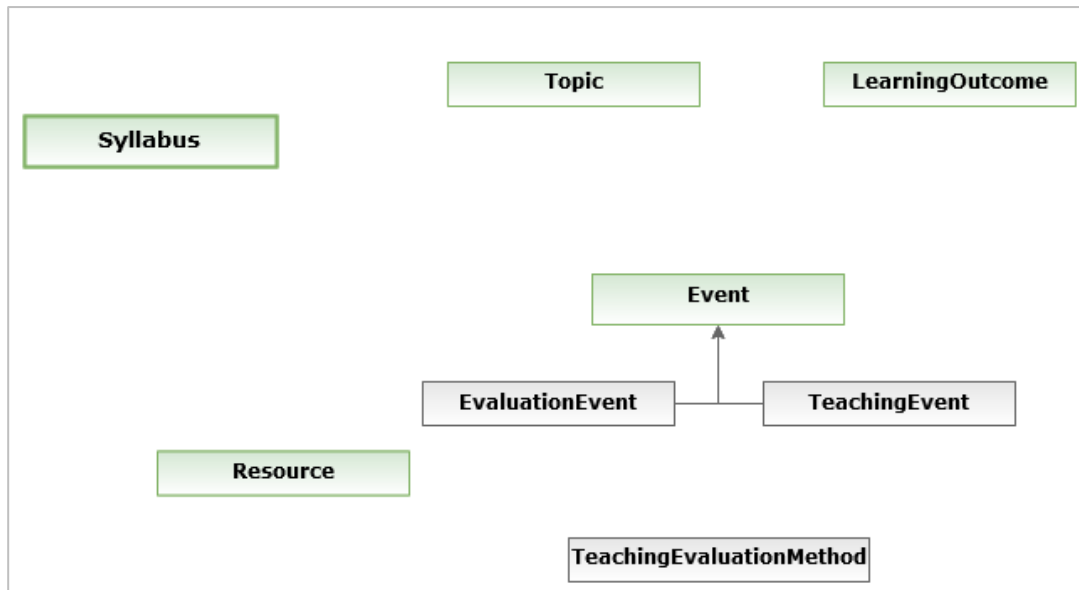 Topic
LearningOutcome
Syllabus
Event
EvaluationEvent
TeachingEvent
Resource
TeachingEvaluationMethod